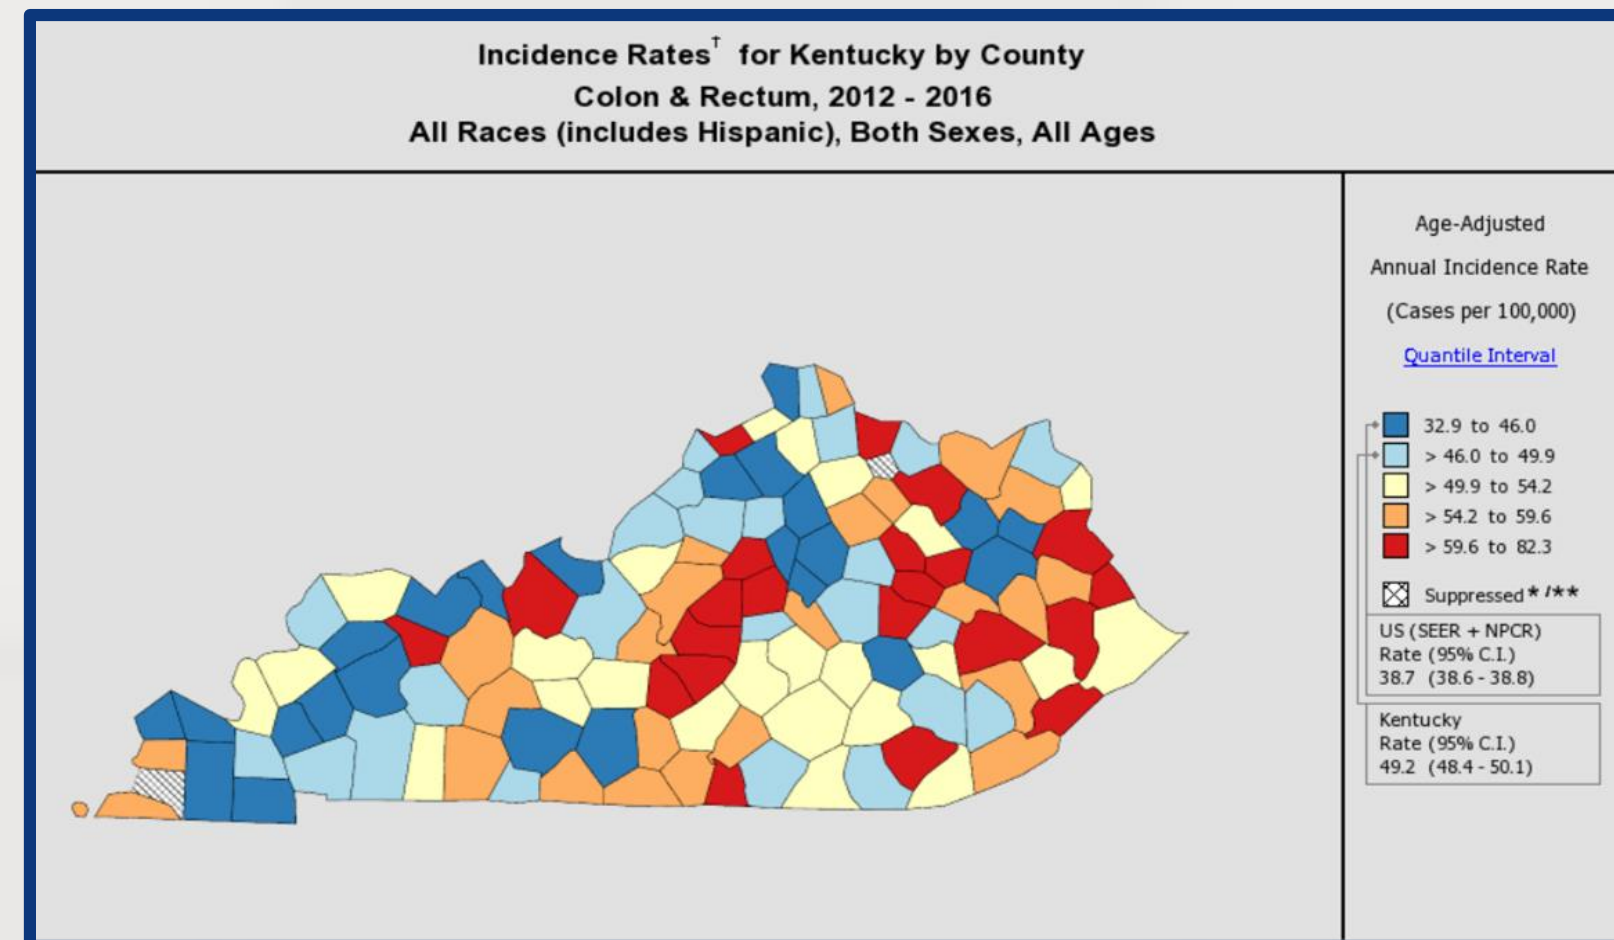 Incidence Rates† for Kentucky by County
Colon & Rectum, 2012 - 2016
All Races (includes Hispanic), Both Sexes, All Ages
Age-Adjusted
Annual Incidence Rate
(Cases per 100,000)
Quantile Interval
32.9 to 46.0
> 46.0 to 49.9
> 49.9 to 54.2
> 54.2 to 59.6
> 59.6 to 82.3
Suppressed * /**
US (SEER + NPCR)
Rate (95% C.I.)
38.7 (38.6 - 38.8)
Kentucky
Rate (95% C.I.)
49.2 (48.4 - 50.1)